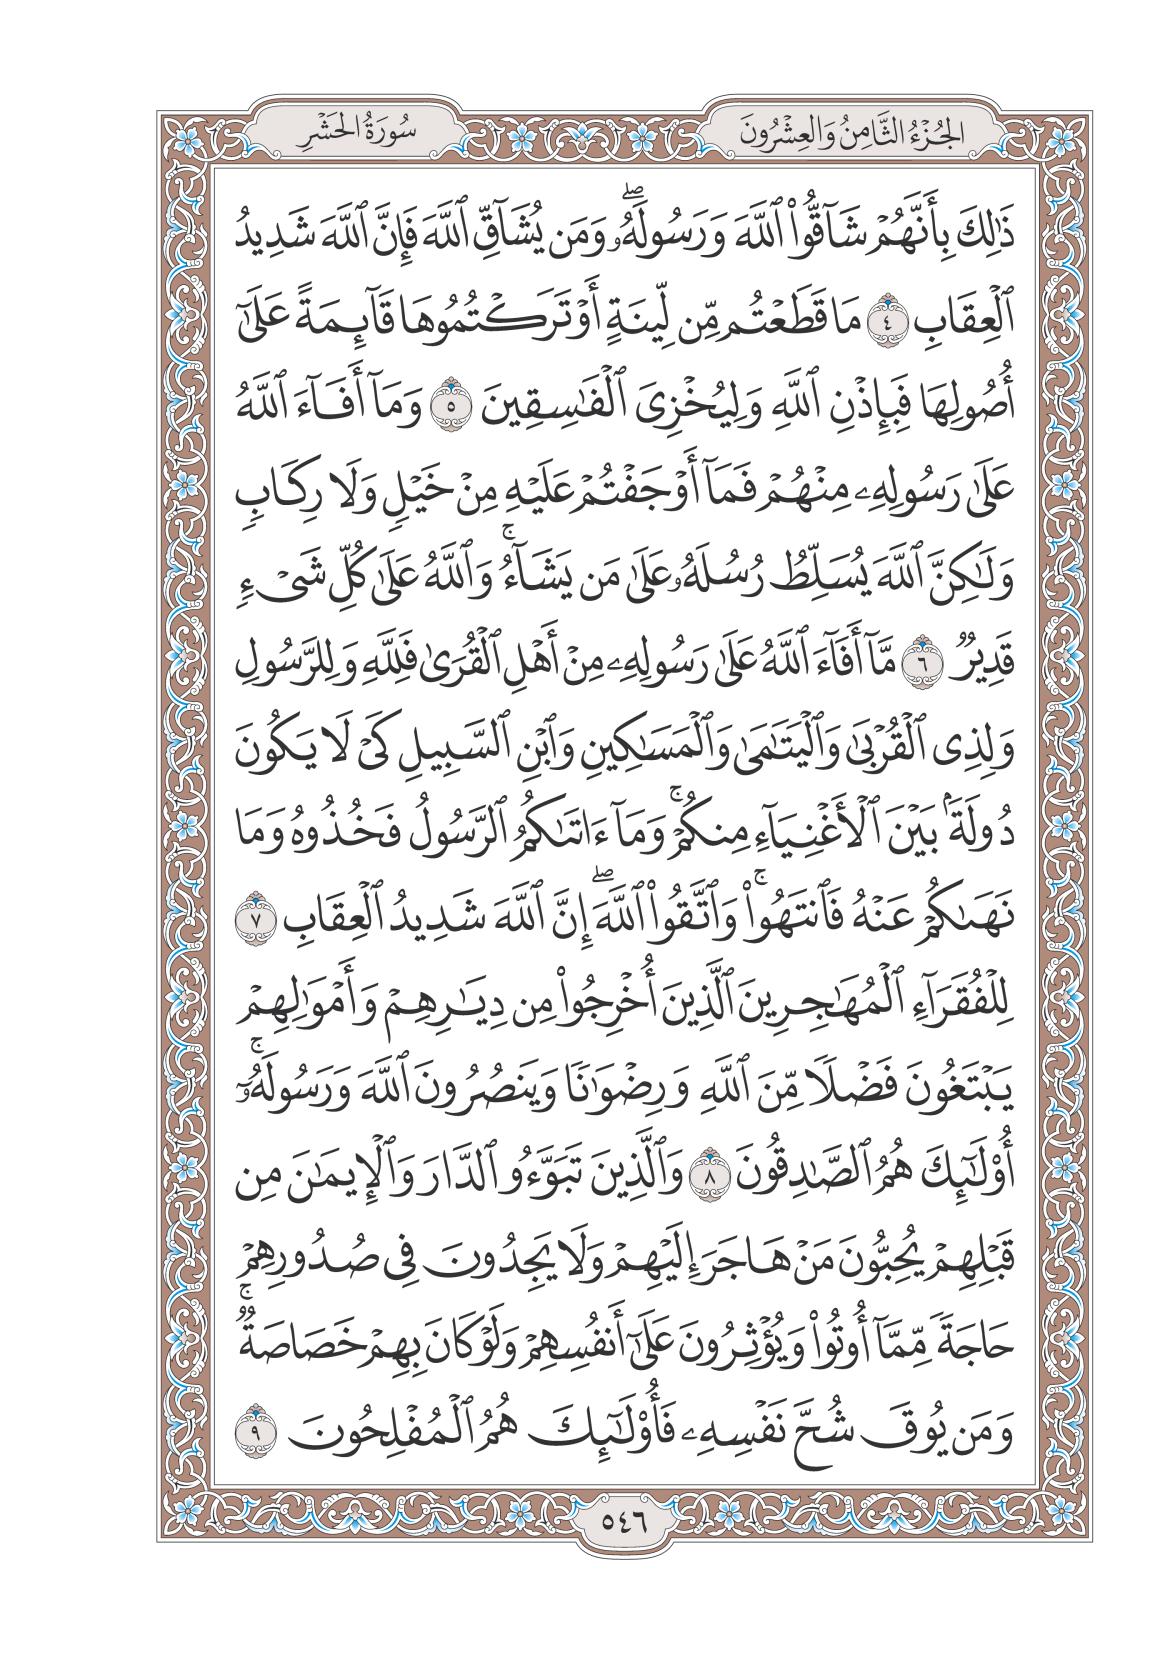 الجُزْءُ الثَّامِنُ وَالعِشْرُونَ
سُورَةُ الحَشْرِ
ذَٰلِكَ بِأَنَّهُمۡ شَآقُّواْ ٱللَّهَ وَرَسُولَهُۥۖ وَمَن يُشَآقِّ ٱللَّهَ فَإِنَّ ٱللَّهَ شَدِيدُ
ٱلۡعِقَابِ ٤ مَا قَطَعۡتُم مِّن لِّينَةٍ أَوۡ تَرَكۡتُمُوهَا قَآئِمَةً عَلَىٰٓ
أُصُولِهَا فَبِإِذۡنِ ٱللَّهِ وَلِيُخۡزِيَ ٱلۡفَٰسِقِينَ ٥ وَمَآ أَفَآءَ ٱللَّهُ
عَلَىٰ رَسُولِهِۦ مِنۡهُمۡ فَمَآ أَوۡجَفۡتُمۡ عَلَيۡهِ مِنۡ خَيۡلٖ وَلَا رِكَابٖ
وَلَٰكِنَّ ٱللَّهَ يُسَلِّطُ رُسُلَهُۥ عَلَىٰ مَن يَشَآءُۚ وَٱللَّهُ عَلَىٰ كُلِّ شَيۡءٖ
قَدِيرٞ ٦ مَّآ أَفَآءَ ٱللَّهُ عَلَىٰ رَسُولِهِۦ مِنۡ أَهۡلِ ٱلۡقُرَىٰ فَلِلَّهِ وَلِلرَّسُولِ
وَلِذِي ٱلۡقُرۡبَىٰ وَٱلۡيَتَٰمَىٰ وَٱلۡمَسَٰكِينِ وَٱبۡنِ ٱلسَّبِيلِ كَيۡ لَا يَكُونَ
دُولَةَۢ بَيۡنَ ٱلۡأَغۡنِيَآءِ مِنكُمۡۚ وَمَآ ءَاتَىٰكُمُ ٱلرَّسُولُ فَخُذُوهُ وَمَا
نَهَىٰكُمۡ عَنۡهُ فَٱنتَهُواْۚ وَٱتَّقُواْ ٱللَّهَۖ إِنَّ ٱللَّهَ شَدِيدُ ٱلۡعِقَابِ ٧
لِلۡفُقَرَآءِ ٱلۡمُهَٰجِرِينَ ٱلَّذِينَ أُخۡرِجُواْ مِن دِيَٰرِهِمۡ وَأَمۡوَٰلِهِمۡ
يَبۡتَغُونَ فَضۡلٗا مِّنَ ٱللَّهِ وَرِضۡوَٰنٗا وَيَنصُرُونَ ٱللَّهَ وَرَسُولَهُۥٓۚ
أُوْلَٰٓئِكَ هُمُ ٱلصَّٰدِقُونَ ٨ وَٱلَّذِينَ تَبَوَّءُو ٱلدَّارَ وَٱلۡإِيمَٰنَ مِن
قَبۡلِهِمۡ يُحِبُّونَ مَنۡ هَاجَرَ إِلَيۡهِمۡ وَلَا يَجِدُونَ فِي صُدُورِهِمۡ
حَاجَةٗ مِّمَّآ أُوتُواْ وَيُؤۡثِرُونَ عَلَىٰٓ أَنفُسِهِمۡ وَلَوۡ كَانَ بِهِمۡ خَصَاصَةٞۚ
وَمَن يُوقَ شُحَّ نَفۡسِهِۦ فَأُوْلَٰٓئِكَ هُمُ ٱلۡمُفۡلِحُونَ ٩
٥٤٦